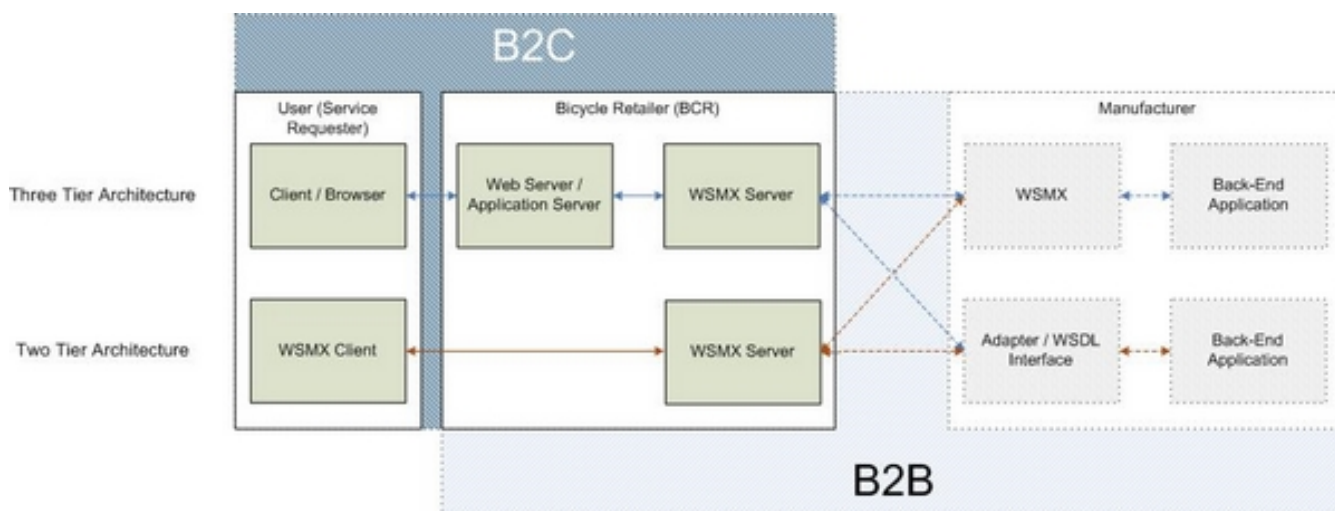 B2C
User (Service
Requester)
Bicycle Retailer (BCR)
Manufacturer
Three Tier Architecture
Client / Browser
Web Server /
Application Server
WSMX Server
WSMX
Back-End
Application
Two Tier Architecture
WSMX Client
WSMX Server
Adapter / WSDL
Interface
Back-End
Application
B2B